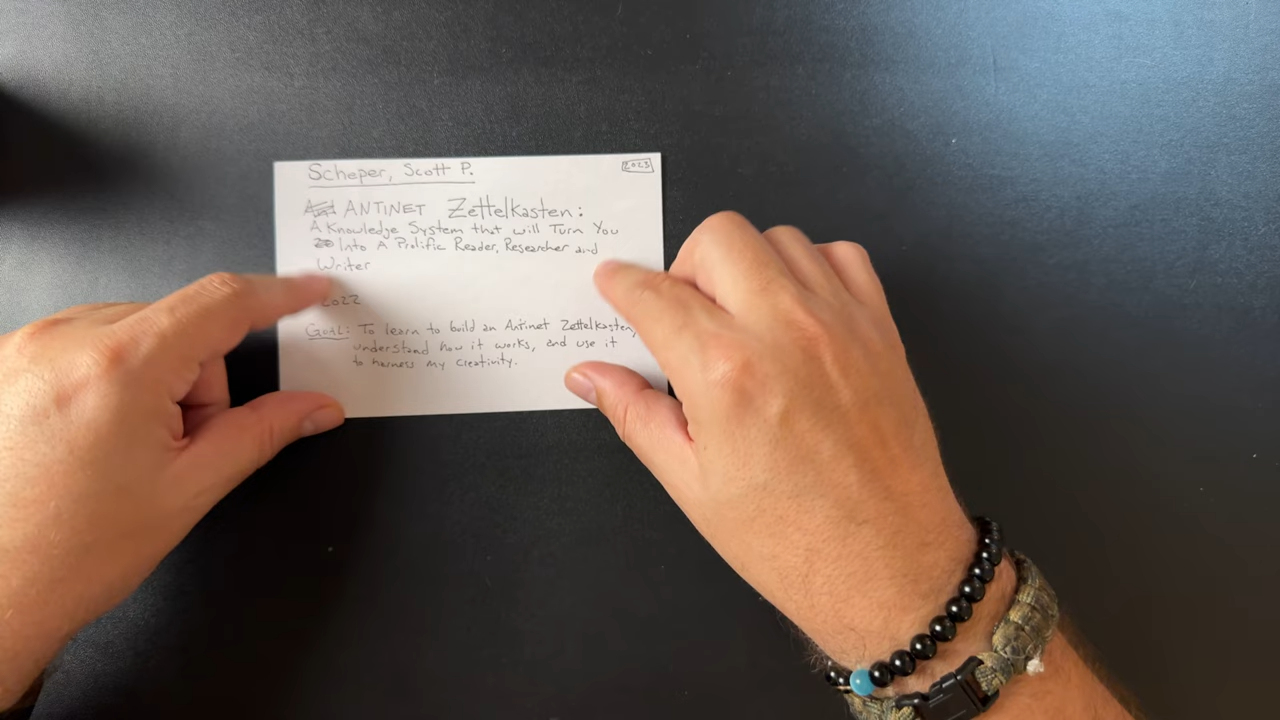 Scheper, Scott P.
2023
ANTINET Zettelkasten:
A Knowledge System that will Turn You
Into A Prolific Reader, Researcher and
Writer
2022
GOAL: To learn to build an Antinet Zettelkasten,
understand how it works, and use it
to harness my creativity.